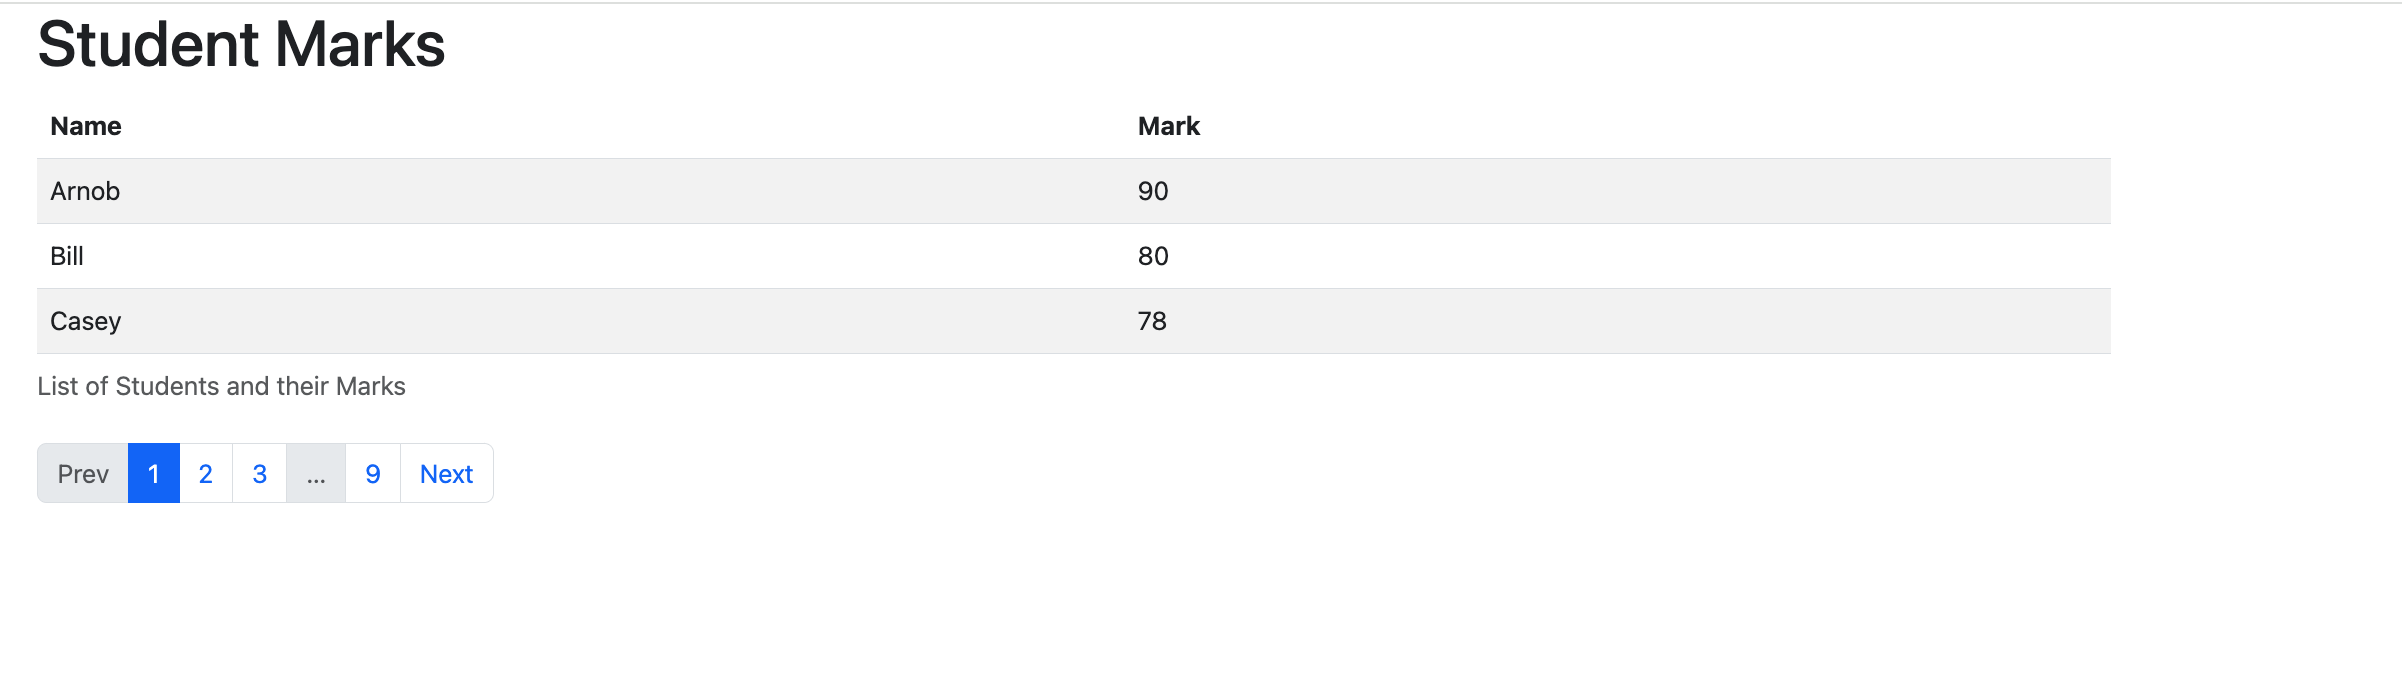 Student Marks
Name Mark
Arnob 90
Bill 80
Casey 78
List of Students and their Marks
Prev 1 2 3 ... 9 Next